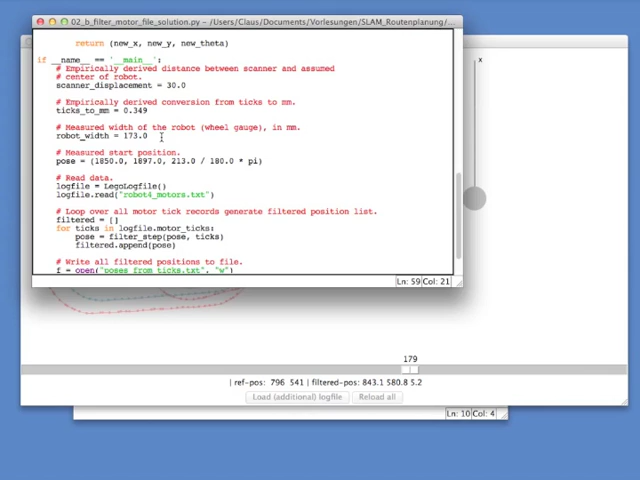 02_b_filter_motor_file_solution.py – /Users/Claus/Documents/Vorlesungen/SLAM_Routenplanung/...
return (new_x, new_y, new_theta)
if __name__ == '__main__':
# Empirically derived distance between scanner and assumed
# center of robot.
scanner_displacement = 30.0
# Empirically derived conversion from ticks to mm.
ticks_to_mm = 0.349
# Measured width of the robot (wheel gauge), in mm.
robot_width = 173.0
# Measured start position.
pose = (1850.0, 1897.0, 213.0 / 180.0 * pi)
# Read data.
logfile = LegoLogfile()
logfile.read("robot4_motors.txt")
# Loop over all motor tick records generate filtered position list.
filtered = []
for ticks in logfile.motor_ticks:
pose = filter_step(pose, ticks)
filtered.append(pose)
# Write all filtered positions to file.
f = open("poses_from_ticks.txt", "w")
Ln: 59 Col: 21
x
179
| ref-pos: 796 541 | filtered-pos: 843.1 580.8 5.2
Load (additional) logfile Reload all
Ln: 10 Col: 4